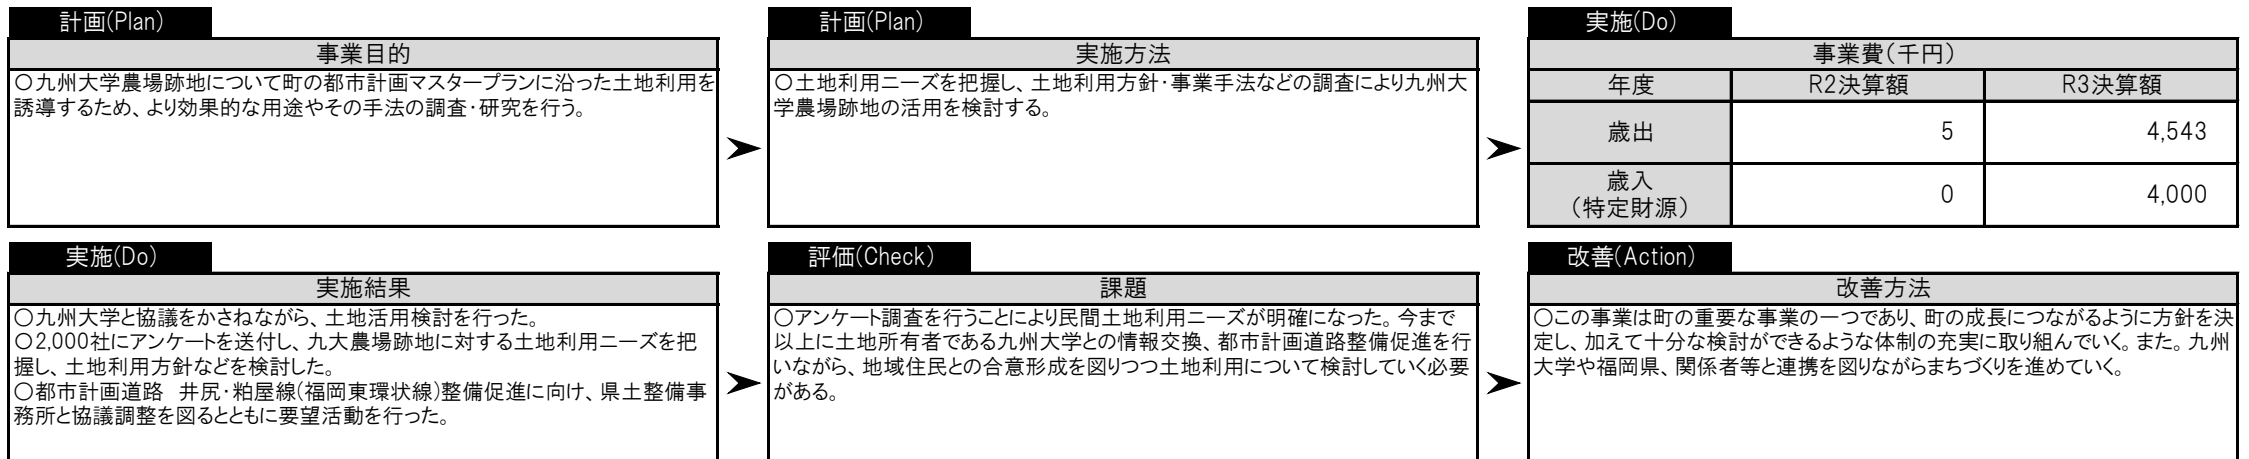 計画(Plan)
事業目的
○九州大学農場跡地について町の都市計画マスタープランに沿った土地利用を
誘導するため、より効果的な用途やその手法の調査・研究を行う。
計画(Plan)
実施方法
○土地利用ニーズを把握し、土地利用方針・事業手法などの調査により九州大
学農場跡地の活用を検討する。
実施(Do)
事業費(千円)
年度 R2決算額 R3決算額
歳出 5 4,543
歳入
(特定財源) 0 4,000
実施(Do)
実施結果
○九州大学と協議をかさねながら、土地活用検討を行った。
○2,000社にアンケートを送付し、九大農場跡地に対する土地利用ニーズを把
握し、土地利用方針などを検討した。
○都市計画道路　井尻・粕屋線(福岡東環状線)整備促進に向け、県土整備事
務所と協議調整を図るとともに要望活動を行った。
評価(Check)
課題
○アンケート調査を行うことにより民間土地利用ニーズが明確になった。今まで
以上に土地所有者である九州大学との情報交換、都市計画道路整備促進を行
いながら、地域住民との合意形成を図りつつ土地利用について検討していく必要
がある。
改善(Action)
改善方法
○この事業は町の重要な事業の一つであり、町の成長につながるように方針を決
定し、加えて十分な検討ができるような体制の充実に取り組んでいく。また。九州
大学や福岡県、関係者等と連携を図りながらまちづくりを進めていく。